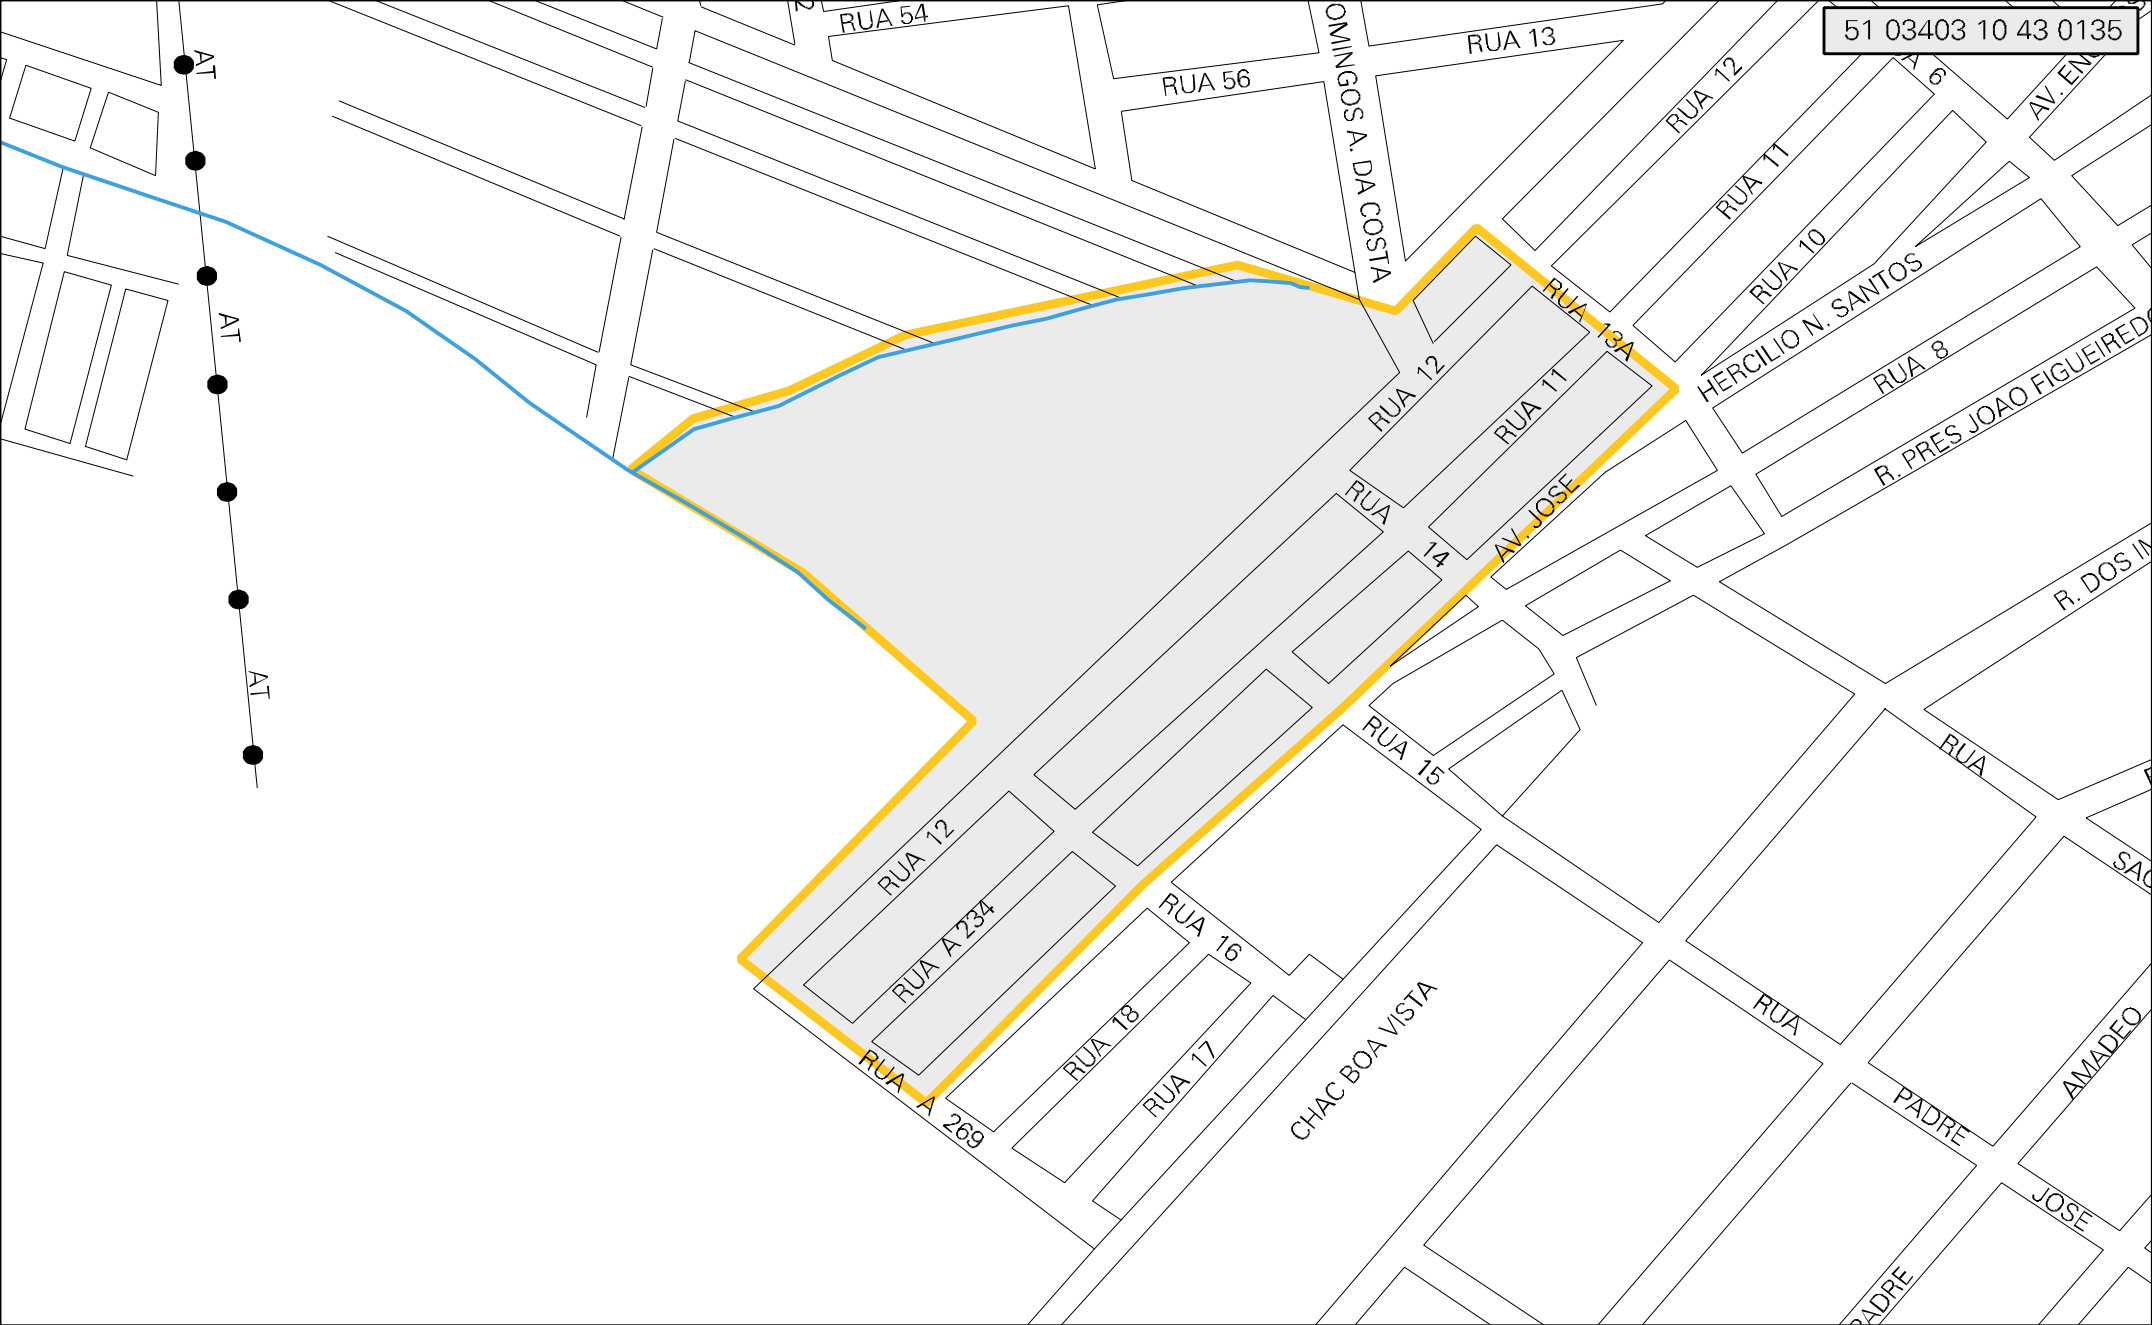 51 03403 10 43 0135
RUA 54
RUA 13
RUA 56
OMINGOS A. DA COSTA
RUA 12
6
AV.
RUA 11
RUA 10
HERCILIO N. SANTOS
RUA 8
R. PRES JOAO FIGUEIREDO
AT
AT
AT
RUA 13A
RUA 12
RUA 11
RUA 14
AV. JOSE
R. DOS
RUA 15
RUA
RUA 12
RUA A 234
RUA 16
RUA 18
RUA 17
RUA A 269
CHAC BOA VISTA
RUA
PADRE
JOSE
AMADEO